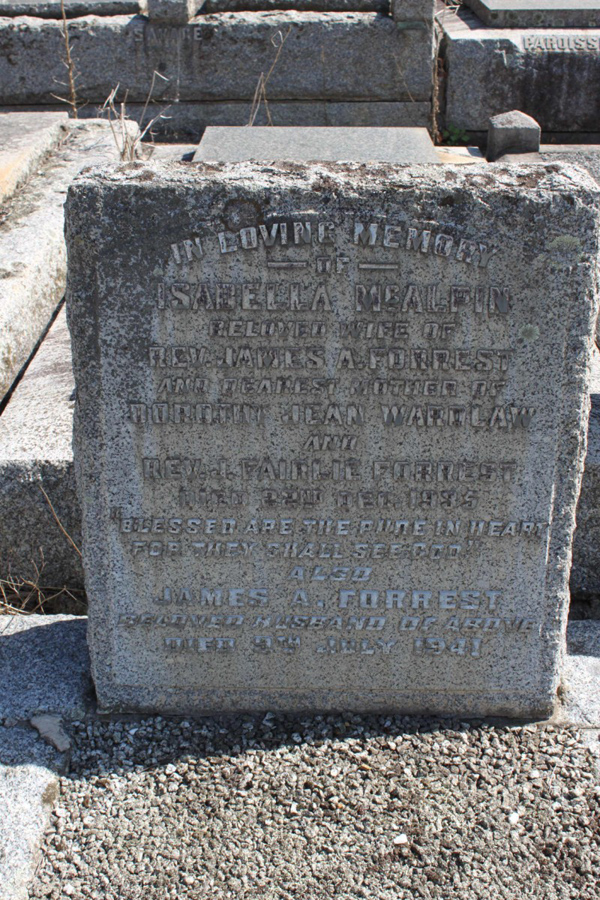 PARDISS
IN LOVING MEMORY
OF
ISABELLA MCALPIN
BELOVED WIFE OF
REV. JAMES A. FORREST
AND DEAREST MOTHER OF
DOROTHY JEAN WARDLAW
AND
REV. J. FAIRLIE FORREST
DIED 22ND 1935
"BLESSED ARE THE PURE IN HEART
FOR THEY SHALL SEE GOD"
ALSO
JAMES A. FORREST
BELOVED HUSBAND OF ABOVE
DIED 9TH JULY 1941